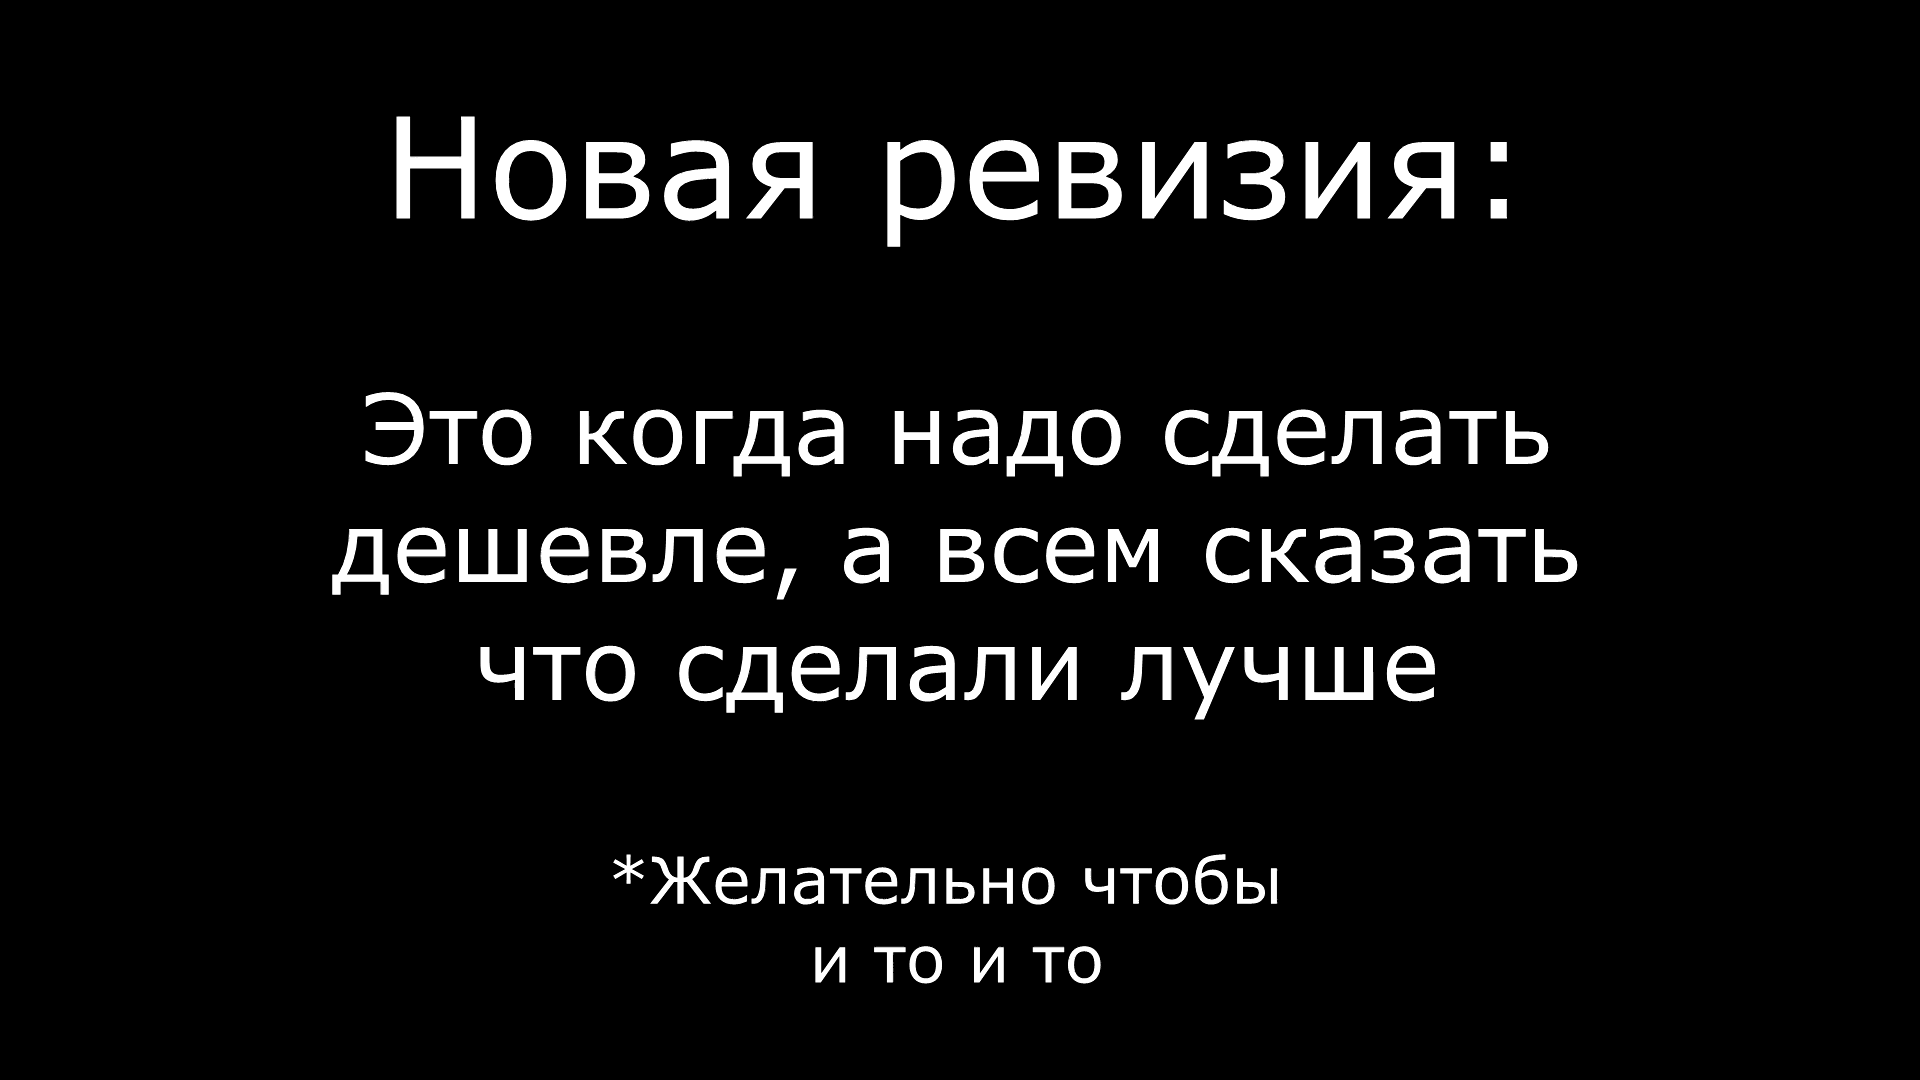 Новая ревизия:
Это когда надо сделать
дешевле, а всем сказать
что сделали лучше
*Желательно чтобы
и то и то